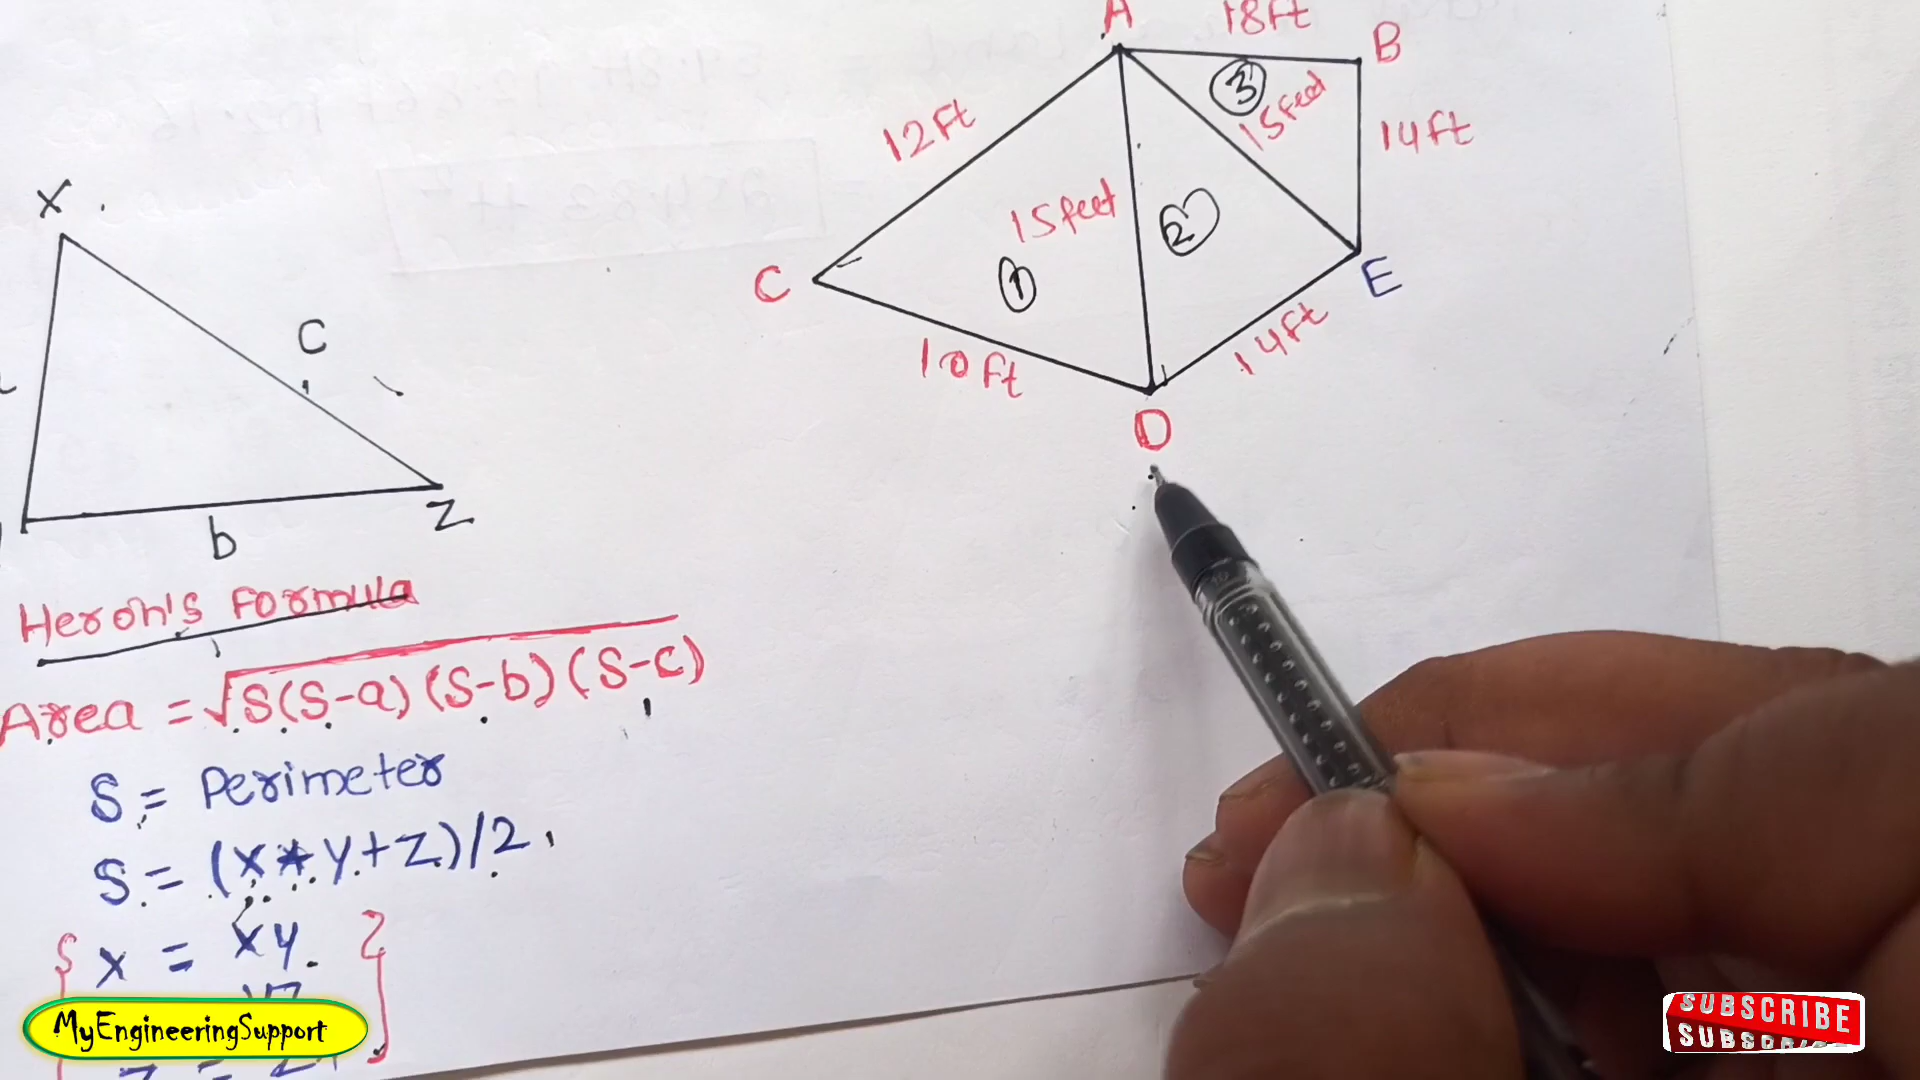 A
18ft
B
12ft
3
15feet
14ft
X
15feet
2
C
1
E
C
10ft
14ft
D
b
Z
Heron's Formula
Area = √S(S-a)(S-b)(S-c)
S = Perimeter
S = (X+Y+Z)/2
X = XY
MyEngineeringSupport
SUBSCRIBE